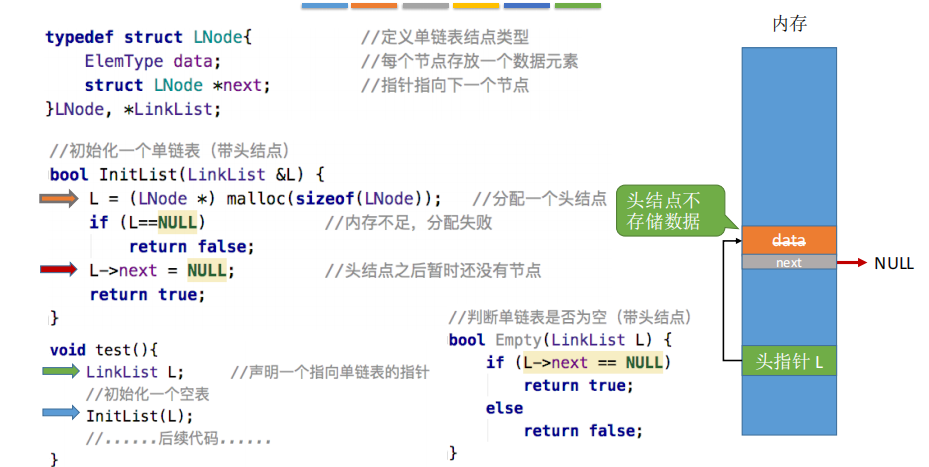 typedef struct LNode{ //定义单链表结点类型
ElemType data; //每个节点存放一个数据元素
struct LNode *next; //指针指向下一个节点
}LNode, *LinkList;
//初始化一个单链表（带头结点）
bool InitList(LinkList &L) {
L = (LNode *) malloc(sizeof(LNode)); //分配一个头结点
if (L==NULL) //内存不足，分配失败
return false;
L->next = NULL; //头结点之后暂时还没有节点
return true;
}
void test(){
LinkList L; //声明一个指向单链表的指针
//初始化一个空表
InitList(L);
//......后续代码......
}
//判断单链表是否为空（带头结点）
bool Empty(LinkList L) {
if (L->next == NULL)
return true;
else
return false;
}
内存
头结点不
存储数据
data
next
NULL
头指针 L